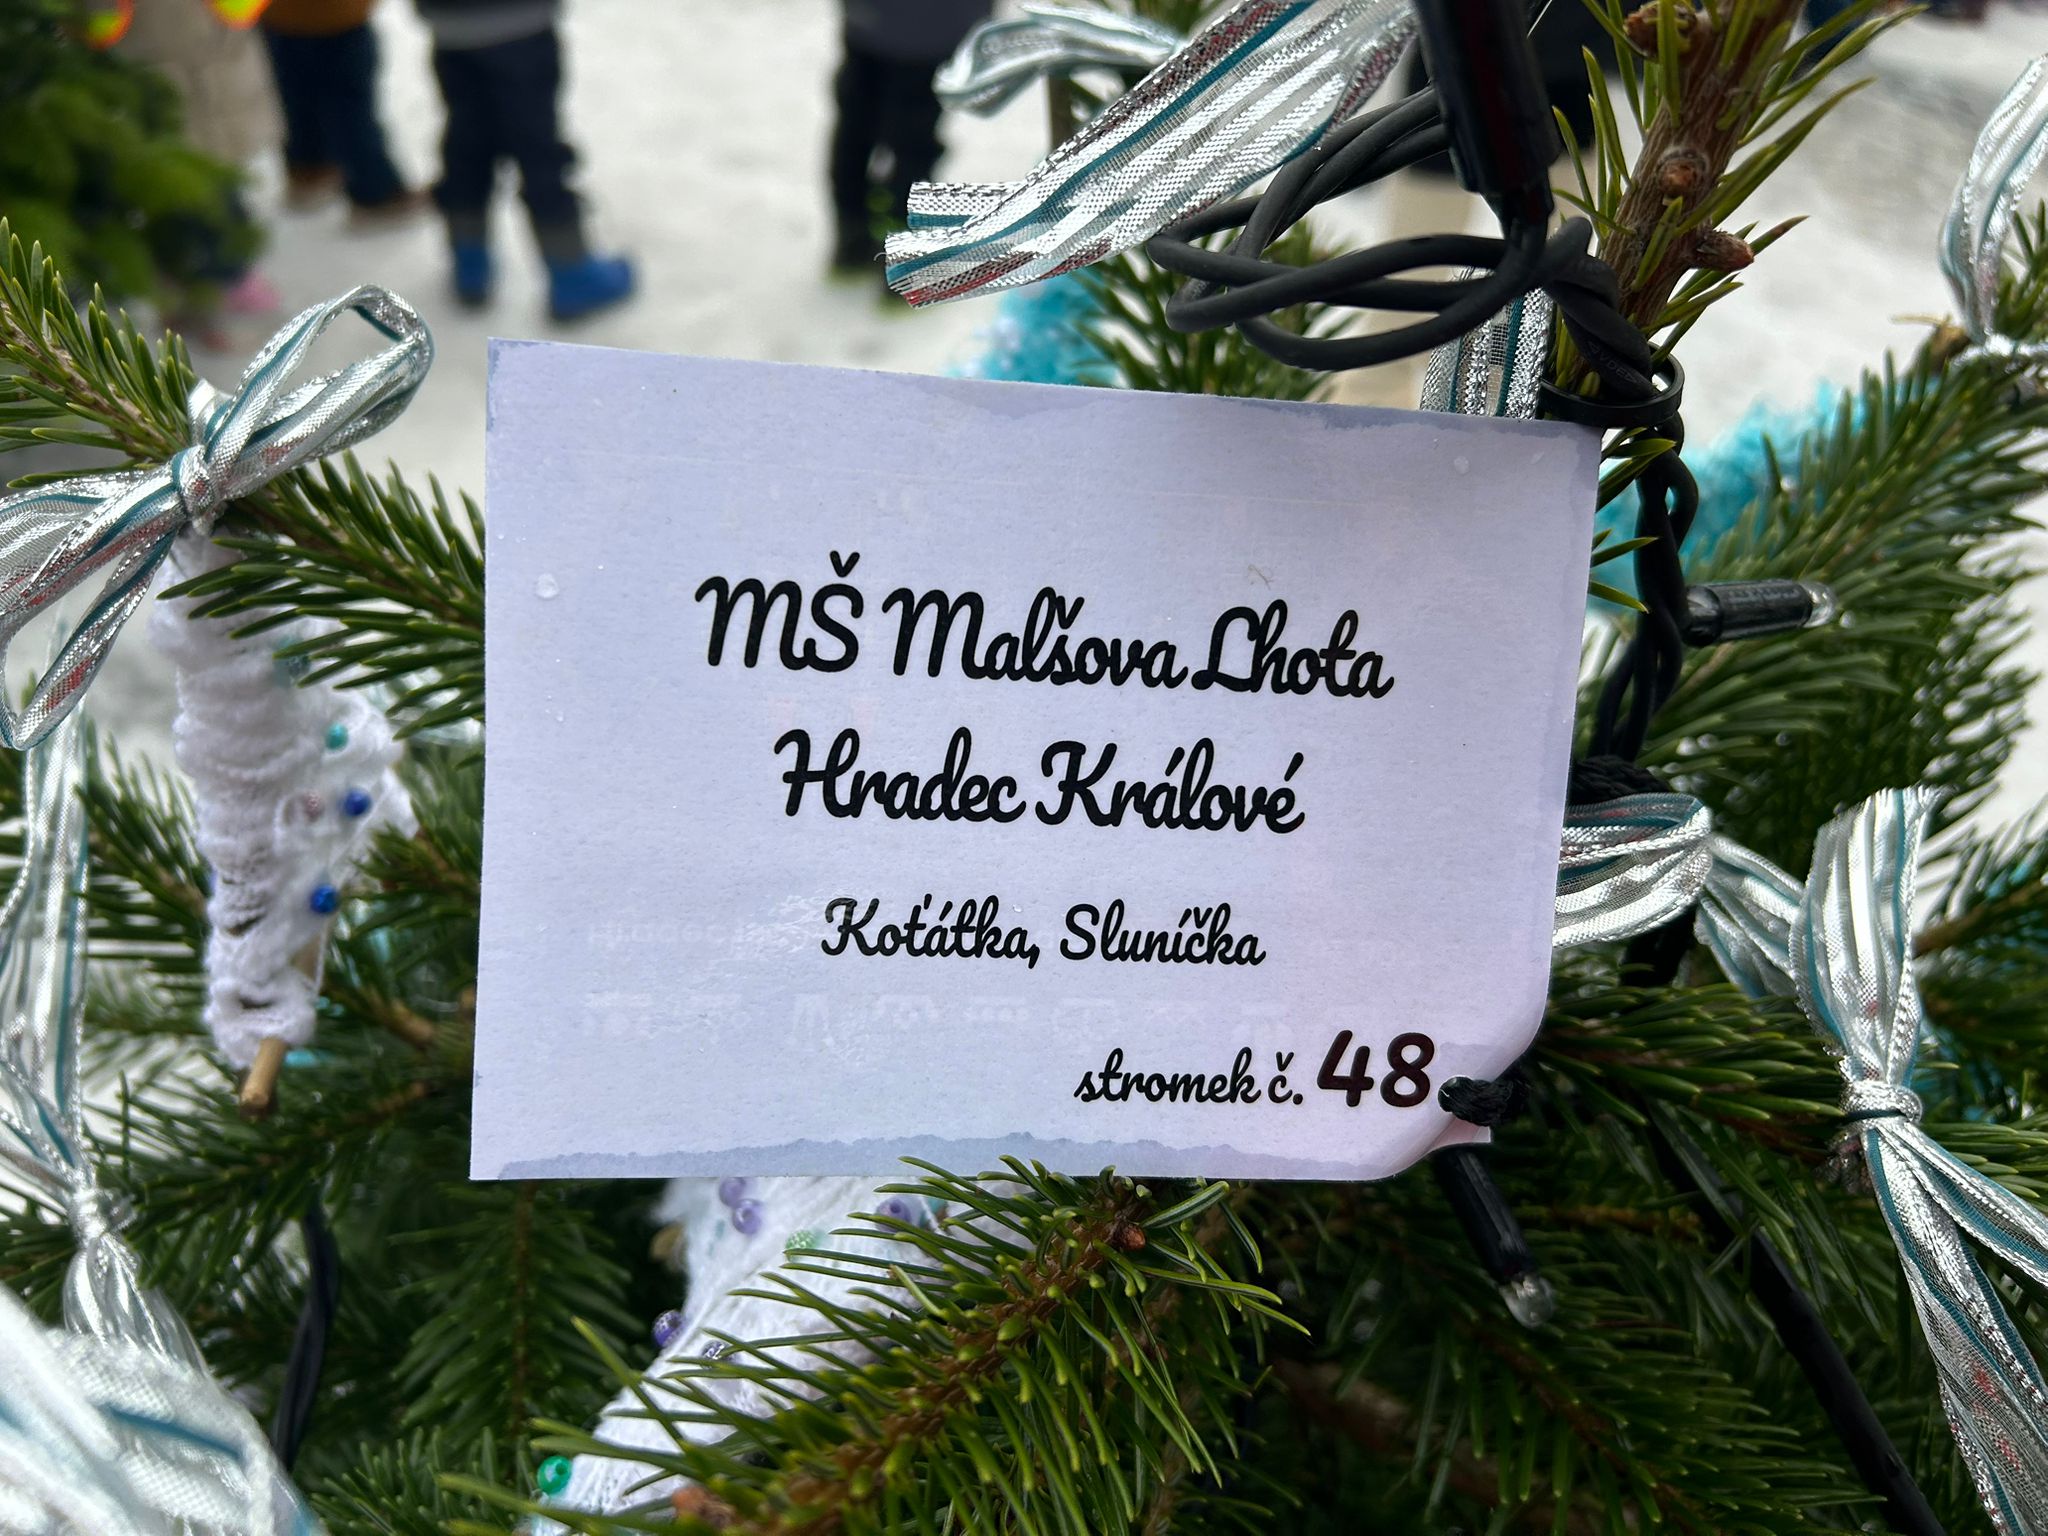 MŠ Malšova Lhota
Hradec Králové
Koťátka, Sluníčka
stromek č. 48